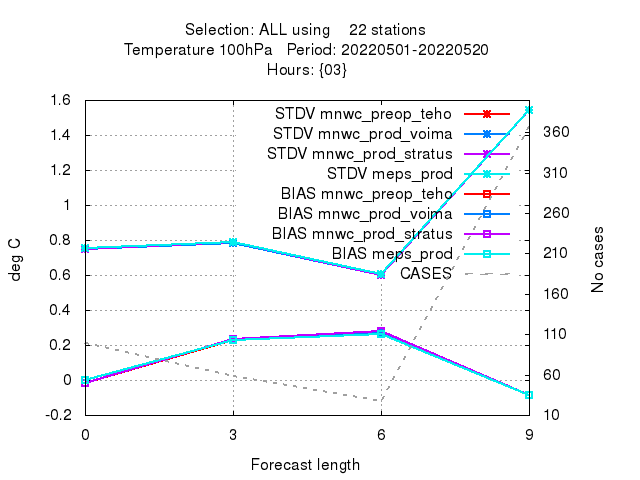 Selection: ALL using    22 stations
Temperature 100hPa   Period: 20220501-20220520
Hours: {03}
STDV mnwc_preop_teho
STDV mnwc_prod_voima
STDV mnwc_prod_stratus
STDV meps_prod
BIAS mnwc_preop_teho
BIAS mnwc_prod_voima
BIAS mnwc_prod_stratus
BIAS meps_prod
CASES
deg C
1.6
1.4
1.2
1
0.8
0.6
0.4
0.2
0
-0.2
No cases
360
310
260
210
160
110
60
10
0 3 6 9
Forecast length